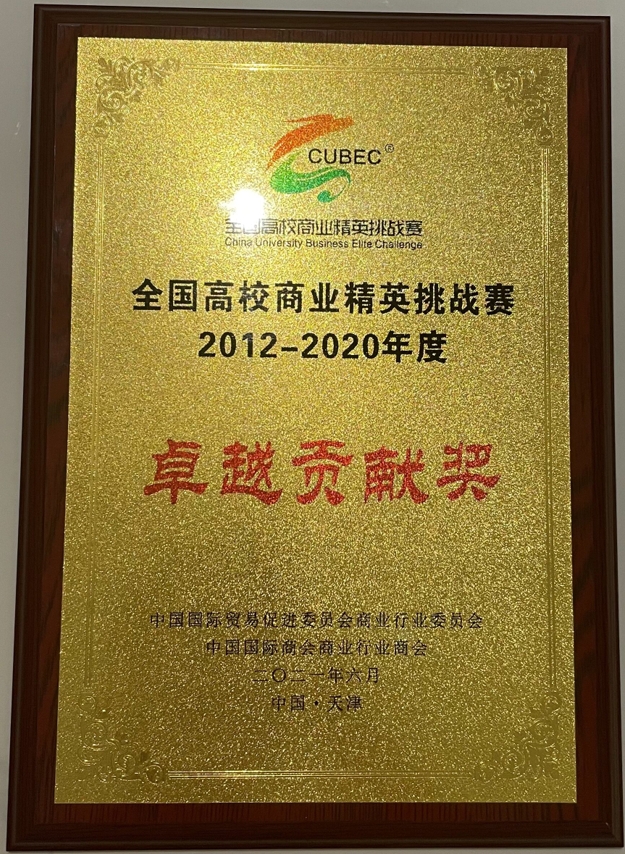 CUBEC®
全国高校商业精英挑战赛
China University Business Elite Challenge
全国高校商业精英挑战赛
2012-2020年度
卓越贡献奖
中国国际贸易促进委员会商业行业委员会
中国国际商会商业行业商会
二〇二一年六月
中国·天津